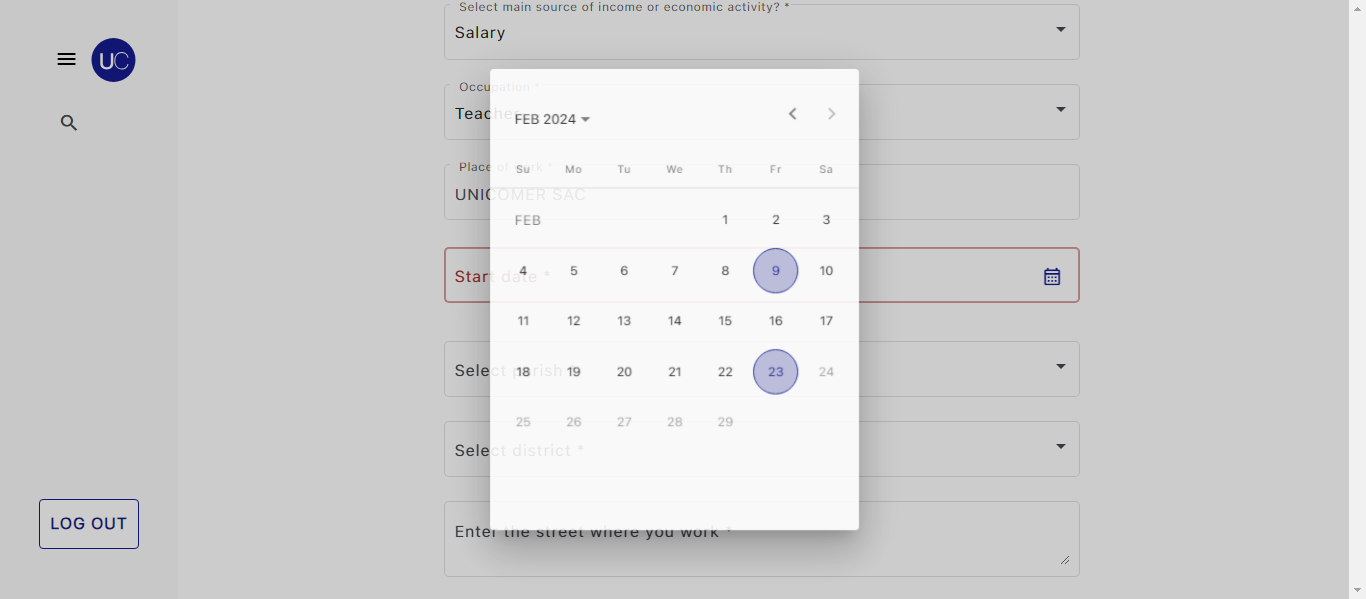 Select main source of income or economic activity? *
Salary
UC
Occupation *
Teacher
FEB 2024
Place of work *
Su Mo Tu We Th Fr Sa
UNICOMER SAC
FEB 1 2 3
Start date *
4 5 6 7 8 9 10
11 12 13 14 15 16 17
Select parish *
18 19 20 21 22 23 24
25 26 27 28 29
Select district *
LOG OUT
Enter the street where you work *